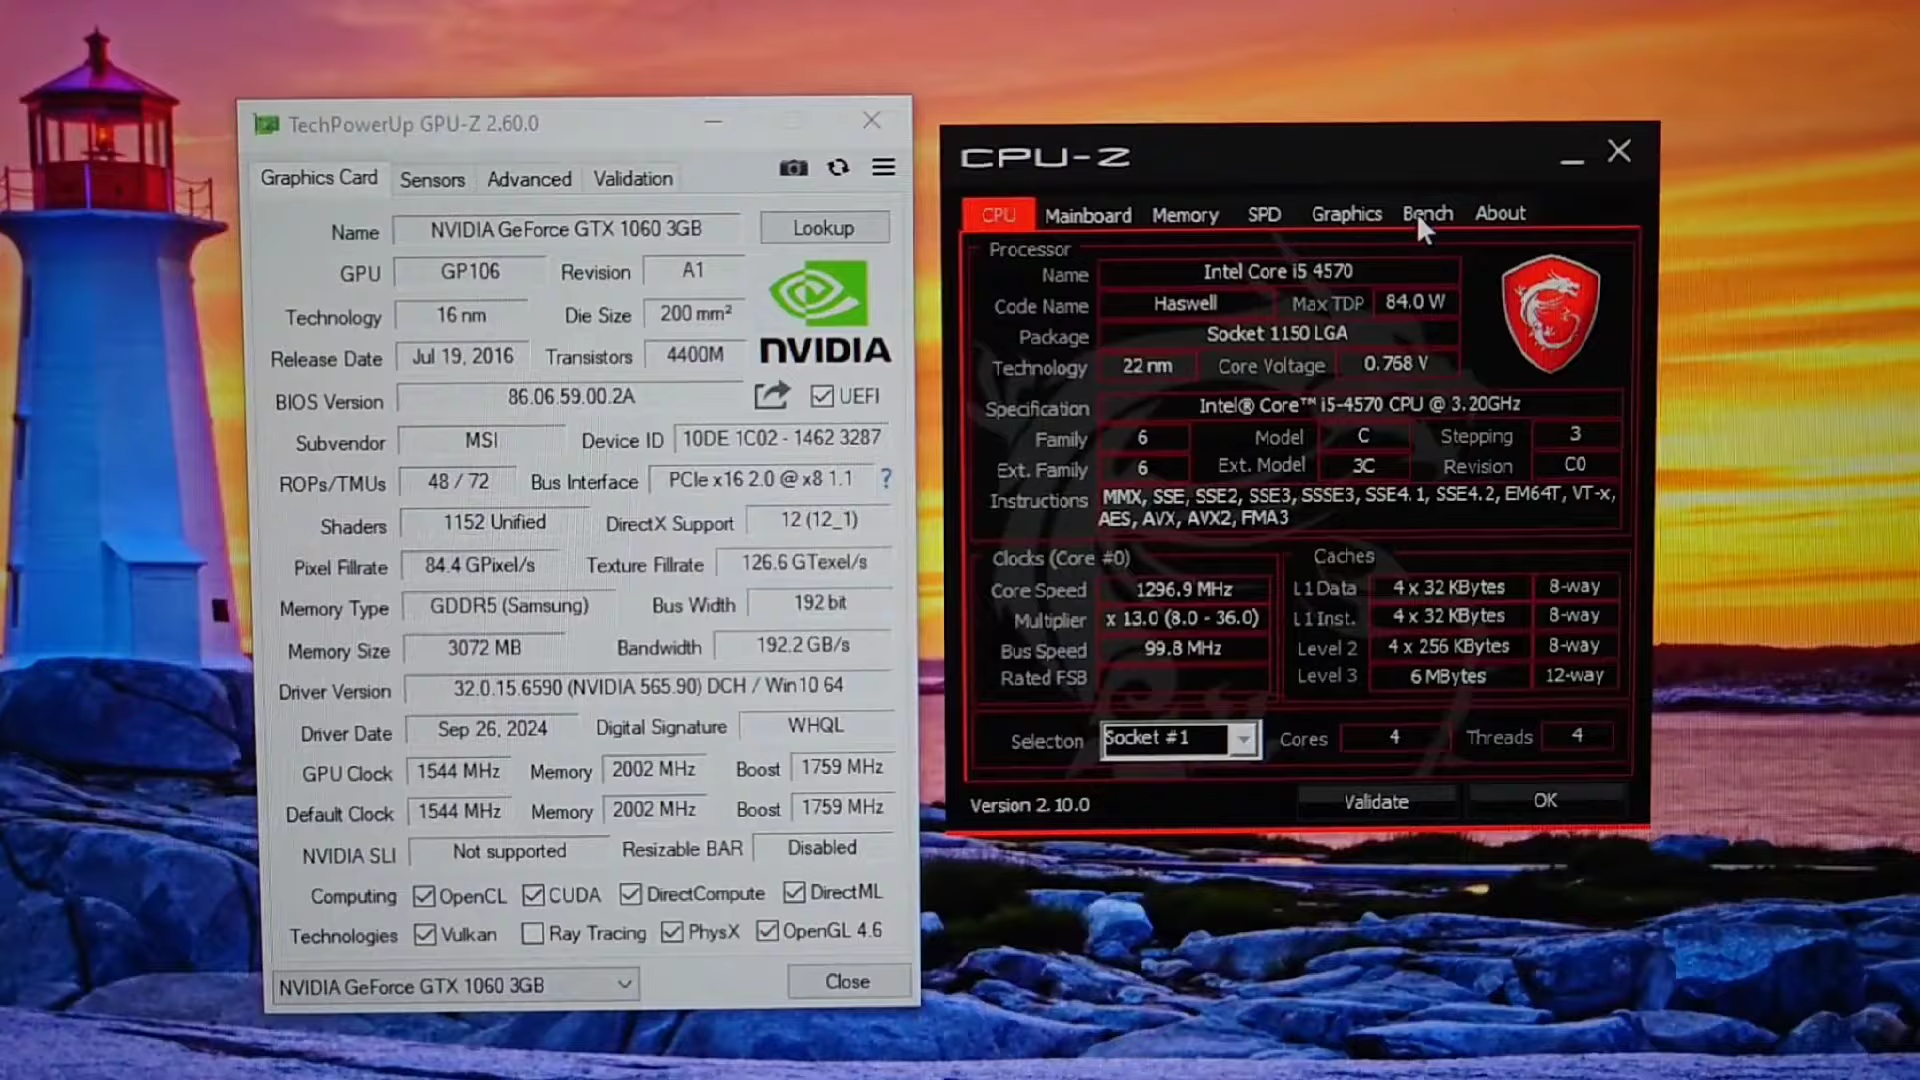 TechPowerUp GPU-Z 2.60.0
Graphics Card Sensors Advanced Validation
Name NVIDIA GeForce GTX 1060 3GB Lookup
GPU GP106 Revision A1
Technology 16 nm Die Size 200 mm²
Release Date Jul 19, 2016 Transistors 4400M
NVIDIA
BIOS Version 86.06.59.00.2A UEFI
Subvendor MSI Device ID 10DE 1C02 - 1462 3287
ROPs/TMUs 48 / 72 Bus Interface PCIe x16 2.0 @ x8 1.1 ?
Shaders 1152 Unified DirectX Support 12 (12_1)
Pixel Fillrate 84.4 GPixel/s Texture Fillrate 126.6 GTexel/s
Memory Type GDDR5 (Samsung) Bus Width 192 bit
Memory Size 3072 MB Bandwidth 192.2 GB/s
Driver Version 32.0.15.6590 (NVIDIA 565.90) DCH / Win10 64
Driver Date Sep 26, 2024 Digital Signature WHQL
GPU Clock 1544 MHz Memory 2002 MHz Boost 1759 MHz
Default Clock 1544 MHz Memory 2002 MHz Boost 1759 MHz
NVIDIA SLI Not supported Resizable BAR Disabled
Computing OpenCL CUDA DirectCompute DirectML
Technologies Vulkan Ray Tracing PhysX OpenGL 4.6
NVIDIA GeForce GTX 1060 3GB Close
CPU-Z
CPU Mainboard Memory SPD Graphics Bench About
Processor
Name Intel Core i5 4570
Code Name Haswell Max TDP 84.0 W
Package Socket 1150 LGA
Technology 22 nm Core Voltage 0.768 V
Specification Intel® Core™ i5-4570 CPU @ 3.20GHz
Family 6 Model C Stepping 3
Ext. Family 6 Ext. Model 3C Revision C0
Instructions MMX, SSE, SSE2, SSE3, SSSE3, SSE4.1, SSE4.2, EM64T, VT-x,
AES, AVX, AVX2, FMA3
Clocks (Core #0) Caches
Core Speed 1296.9 MHz L1 Data 4 x 32 KBytes 8-way
Multiplier x 13.0 (8.0 - 36.0) L1 Inst. 4 x 32 KBytes 8-way
Bus Speed 99.8 MHz Level 2 4 x 256 KBytes 8-way
Rated FSB Level 3 6 MBytes 12-way
Selection Socket #1 Cores 4 Threads 4
Version 2.10.0 Validate OK